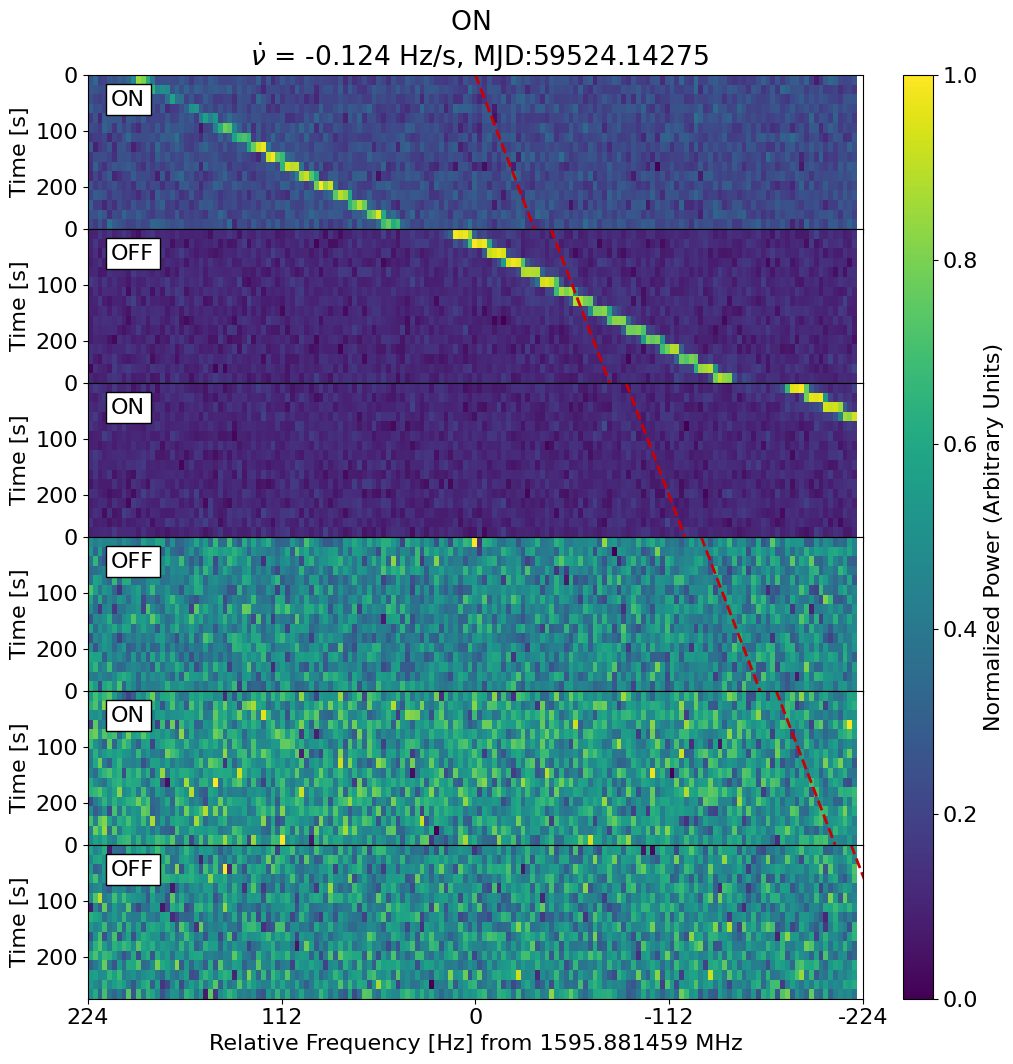 ON
ν̇ = -0.124 Hz/s, MJD:59524.14275
0
ON
100
Time [s]
200
0
OFF
100
Time [s]
200
0
ON
100
Time [s]
200
0
OFF
100
Time [s]
200
0
ON
100
Time [s]
200
0
OFF
100
Time [s]
200
224 112 0 -112 -224
Relative Frequency [Hz] from 1595.881459 MHz
1.0
0.8
0.6
0.4
0.2
0.0
Normalized Power (Arbitrary Units)